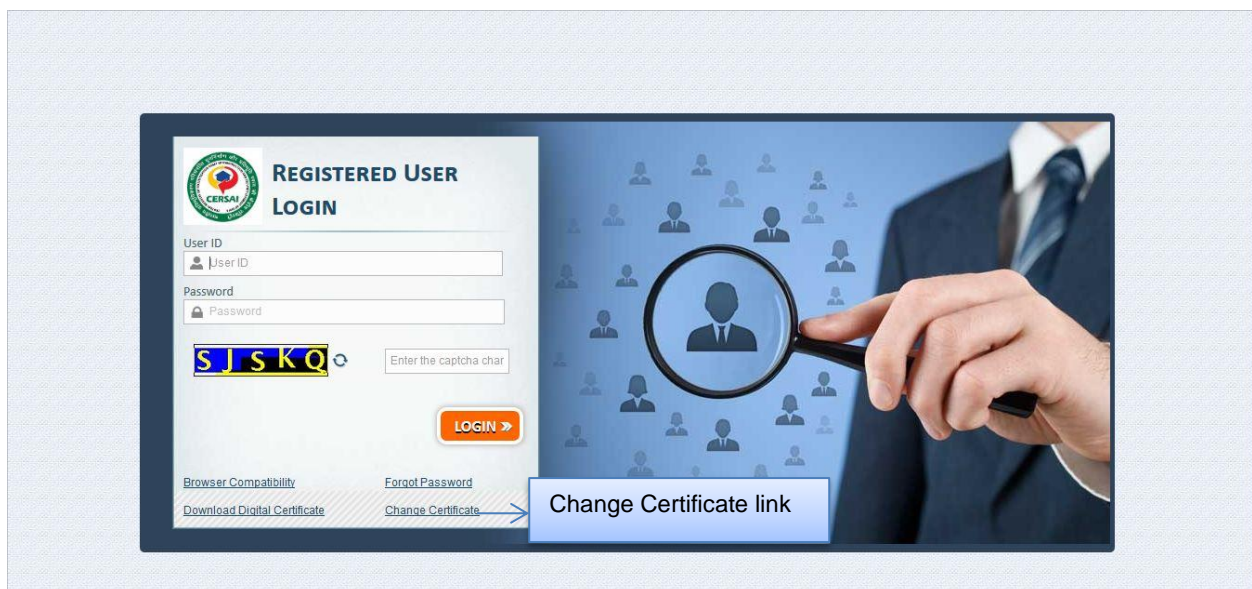 REGISTERED USER
LOGIN
CERSAI
User ID
User ID
Password
Password
SJSKQ
Enter the captcha char
LOGIN »
Browser Compatibility
Forgot Password
Download Digital Certificate
Change Certificate
Change Certificate link